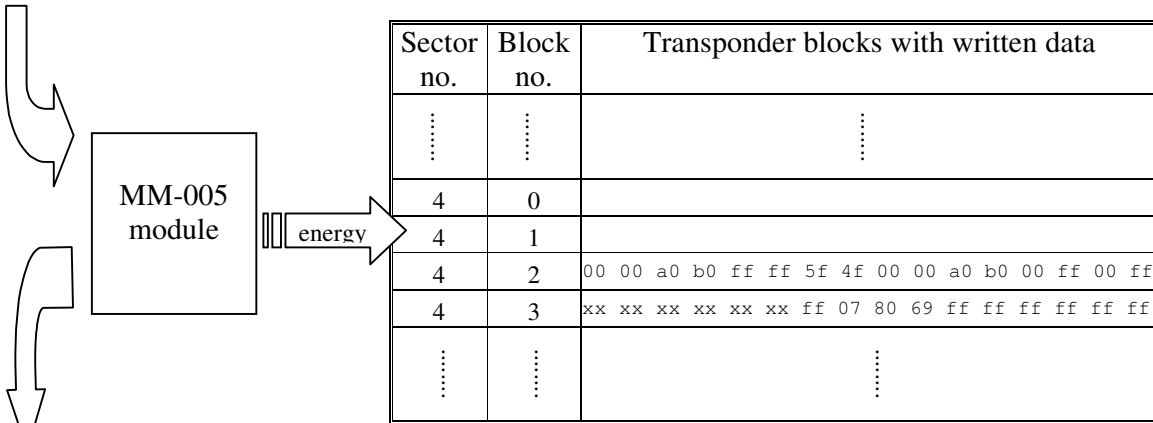 Sector no. Block no. Transponder blocks with written data
MM-005
module
energy
4 0
4 1
4 2 00 00 a0 b0 ff ff 5f 4f 00 00 a0 b0 00 ff 00 ff
4 3 xx xx xx xx xx xx ff 07 80 69 ff ff ff ff ff ff